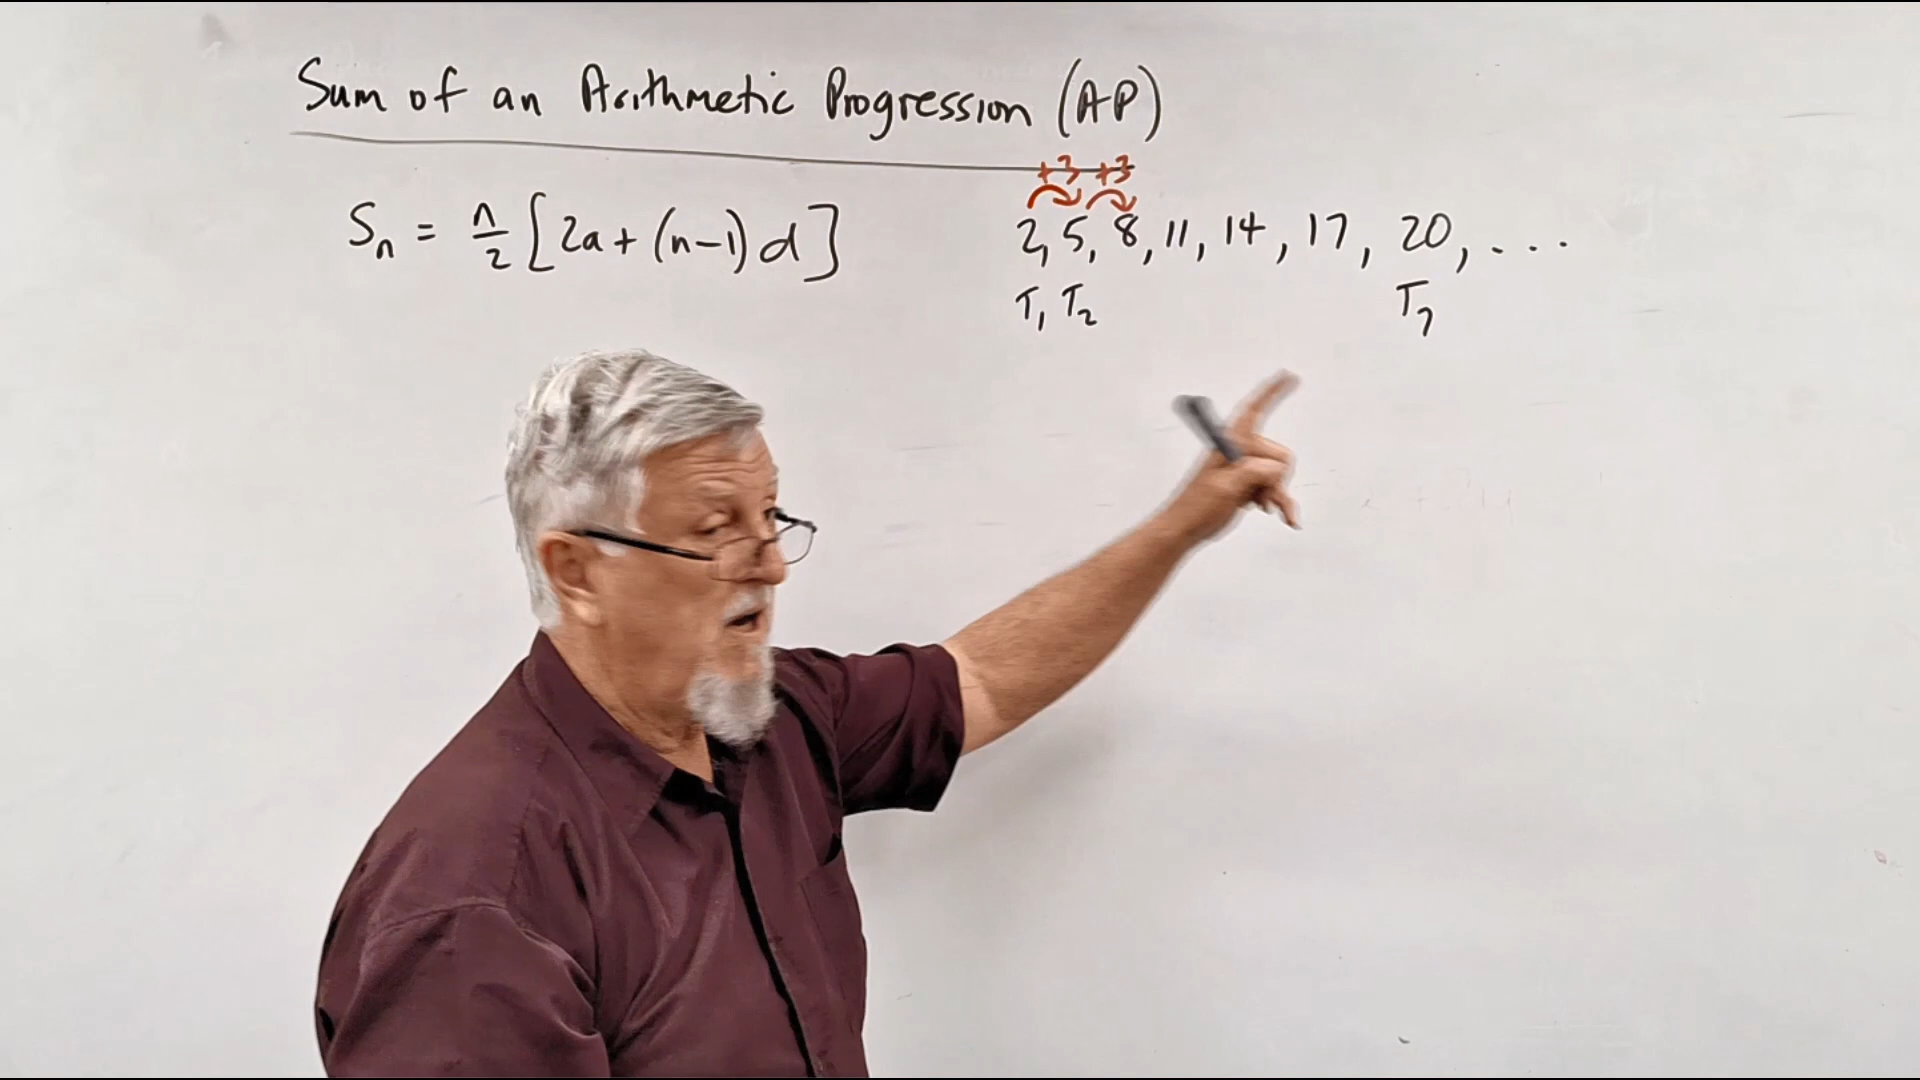 Sum of an Arithmetic Progression (AP)
+3 +3
Sn = n/2 [2a + (n-1) d]
2, 5, 8, 11, 14, 17, 20, ...
T1 T2 T7